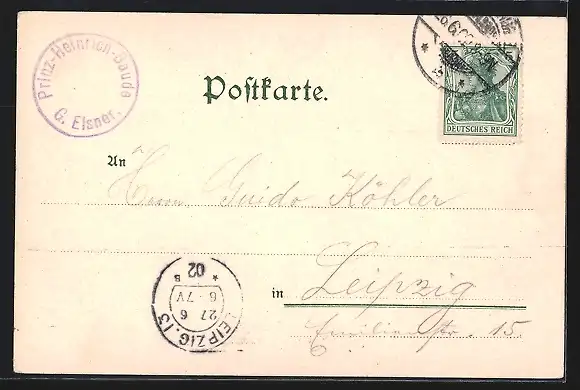 Prinz-Heinrich-Baude
G. Elsner.
Postkarte.
DEUTSCHES REICH
An
Herrn Guido Köhler
in Leipzig
Emilienstr. 15.
LEIPZIG.13
27 6
6-7V
02
* B